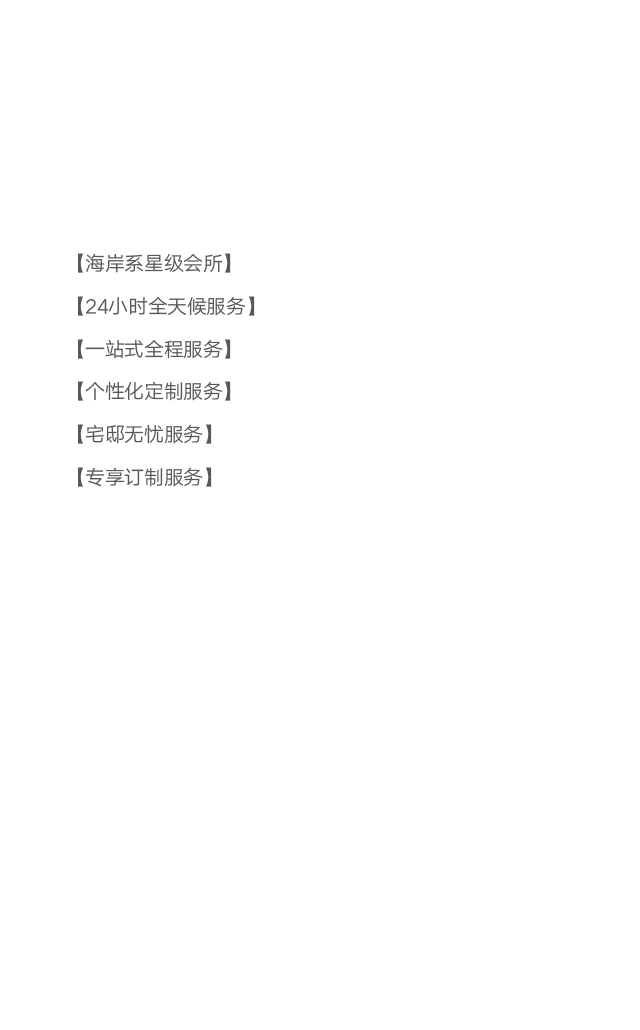 【海岸系星级会所】
【24小时全天候服务】
【一站式全程服务】
【个性化定制服务】
【宅邸无忧服务】
【专享订制服务】